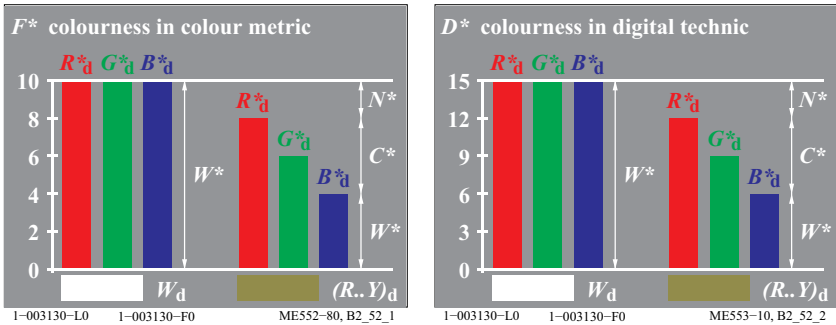 F* colourness in colour metric
R*d G*d B*d
10
8
6
4
2
0
W*
R*d
G*d
B*d
N*
C*
W*
Wd
(R..Y)d
1−003130−L0 1−003130−F0 ME552−80, B2_52_1
D* colourness in digital technic
R*d G*d B*d
15
12
9
6
3
0
W*
R*d
G*d
B*d
N*
C*
W*
Wd
(R..Y)d
1−003130−L0 1−003130−F0 ME553−10, B2_52_2